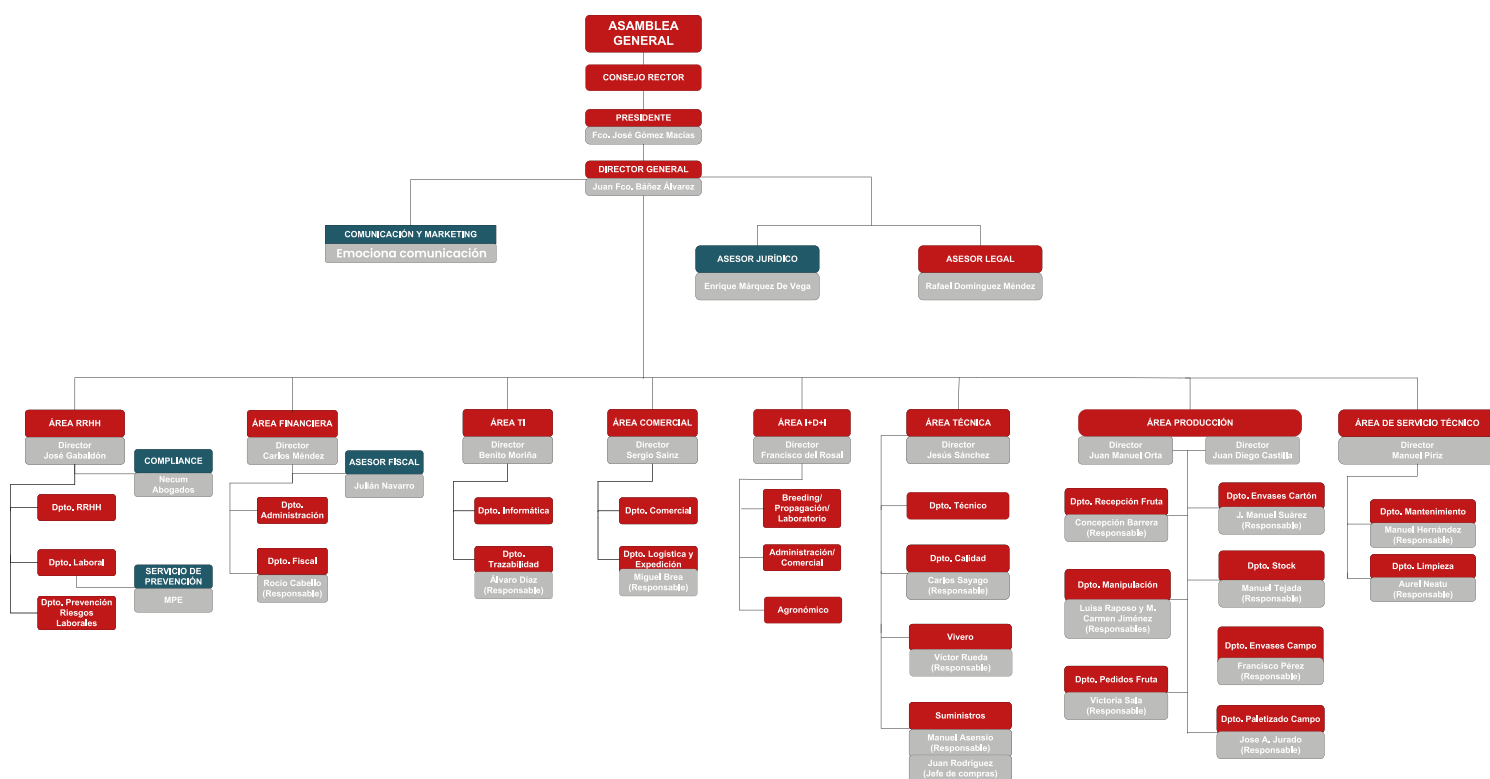 ASAMBLEA
GENERAL
CONSEJO RECTOR
PRESIDENTE
Fco. José Gómez Macías
DIRECTOR GENERAL
Juan Fco. Báñez Álvarez
COMUNICACIÓN Y MARKETING
Emociona comunicación
ASESOR JURÍDICO
Enrique Márquez De Vega
ASESOR LEGAL
Rafael Domínguez Méndez
ÁREA RRHH
Director
José Gabaldón
COMPLIANCE
Necum
Abogados
Dpto. RRHH
Dpto. Laboral
SERVICIO DE
PREVENCIÓN
MPE
Dpto. Prevención
Riesgos
Laborales
ÁREA FINANCIERA
Director
Carlos Méndez
ASESOR FÍSCAL
Julián Navarro
Dpto.
Administración
Dpto. Fiscal
Rocío Cabello
(Responsable)
ÁREA TI
Director
Benito Moriña
Dpto. Informática
Dpto.
Trazabilidad
Álvaro Díaz
(Responsable)
ÁREA COMERCIAL
Director
Sergio Sainz
Dpto. Comercial
Dpto. Logística y
Expedición
Miguel Brea
(Responsable)
ÁREA I+D+I
Director
Francisco del Rosal
Breeding/
Propagación/
Laboratorio
Administración/
Comercial
Agronómico
ÁREA TÉCNICA
Director
Jesús Sánchez
Dpto. Técnico
Dpto. Calidad
Carlos Sayago
(Responsable)
Vivero
Víctor Rueda
(Responsable)
Suministros
Manuel Asensio
(Responsable)
Juan Rodríguez
(Jefe de compras)
ÁREA PRODUCCIÓN
Director
Juan Manuel Orta
Director
Juan Diego Castilla
Dpto. Recepción Fruta
Concepción Barrera
(Responsable)
Dpto. Manipulación
Luisa Raposo y M.
Carmen Jiménez
(Responsables)
Dpto. Pedidos Fruta
Victoria Sala
(Responsable)
Dpto. Envases Cartón
J. Manuel Suárez
(Responsable)
Dpto. Stock
Manuel Tejada
(Responsable)
Dpto. Envases Campo
Francisco Pérez
(Responsable)
Dpto. Paletizado Campo
Jose A. Jurado
(Responsable)
ÁREA DE SERVICIO TÉCNICO
Director
Manuel Píriz
Dpto. Mantenimiento
Manuel Hernández
(Responsable)
Dpto. Limpieza
Aurel Neatu
(Responsable)